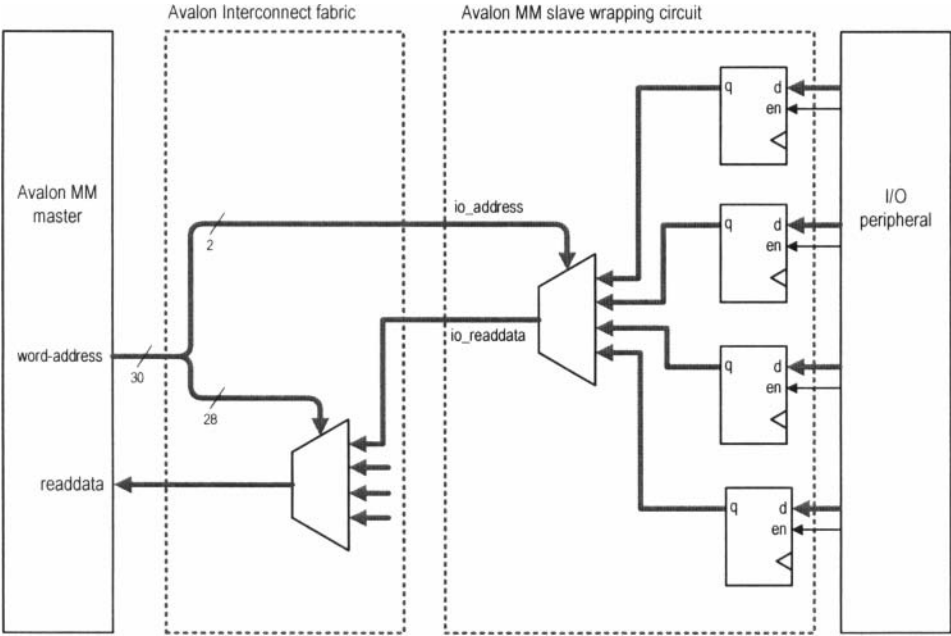 Avalon Interconnect fabric
Avalon MM slave wrapping circuit
Avalon MM
master
word-address
30
readdata
2
28
io_address
io_readdata
q d
en
q d
en
q d
en
q d
en
I/O
peripheral